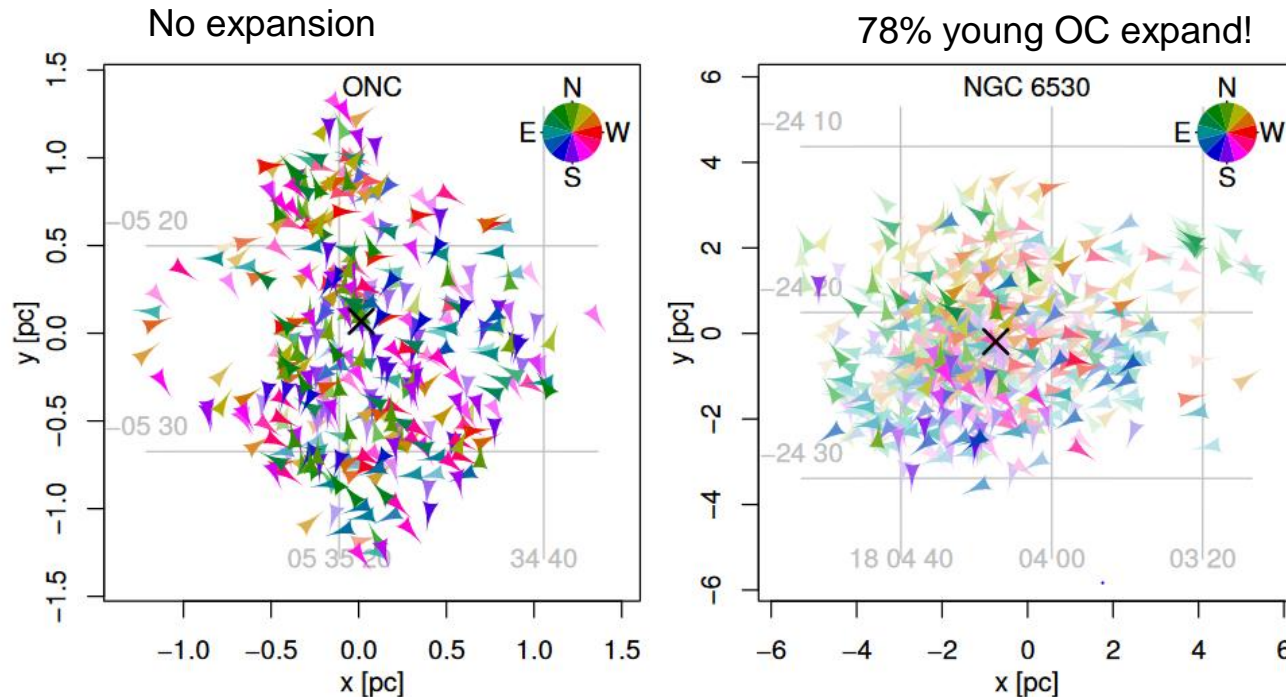 No expansion
78% young OC expand!
ONC
N
E W
S
−05 20
−05 30
05 35 20
34 40
1.5
1.0
0.5
0.0
−0.5
−1.0
−1.5
y [pc]
−1.0 −0.5 0.0 0.5 1.0 1.5
x [pc]
NGC 6530
N
E W
S
−24 10
−24 20
−24 30
18 04 40
04 00
03 20
6
4
2
0
−2
−4
−6
y [pc]
−6 −4 −2 0 2 4 6
x [pc]